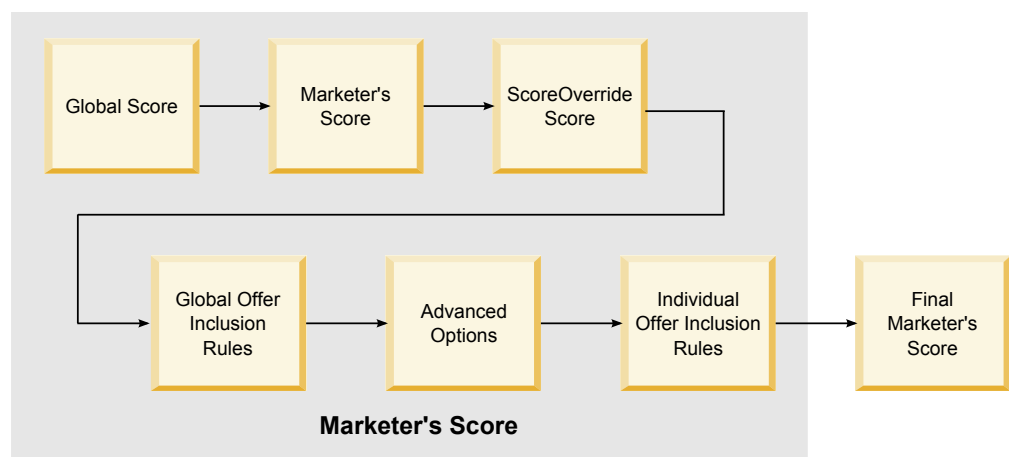 Global Score
Marketer's
Score
ScoreOverride
Score
Global Offer
Inclusion
Rules
Advanced
Options
Individual
Offer Inclusion
Rules
Final
Marketer's
Score
Marketer's Score